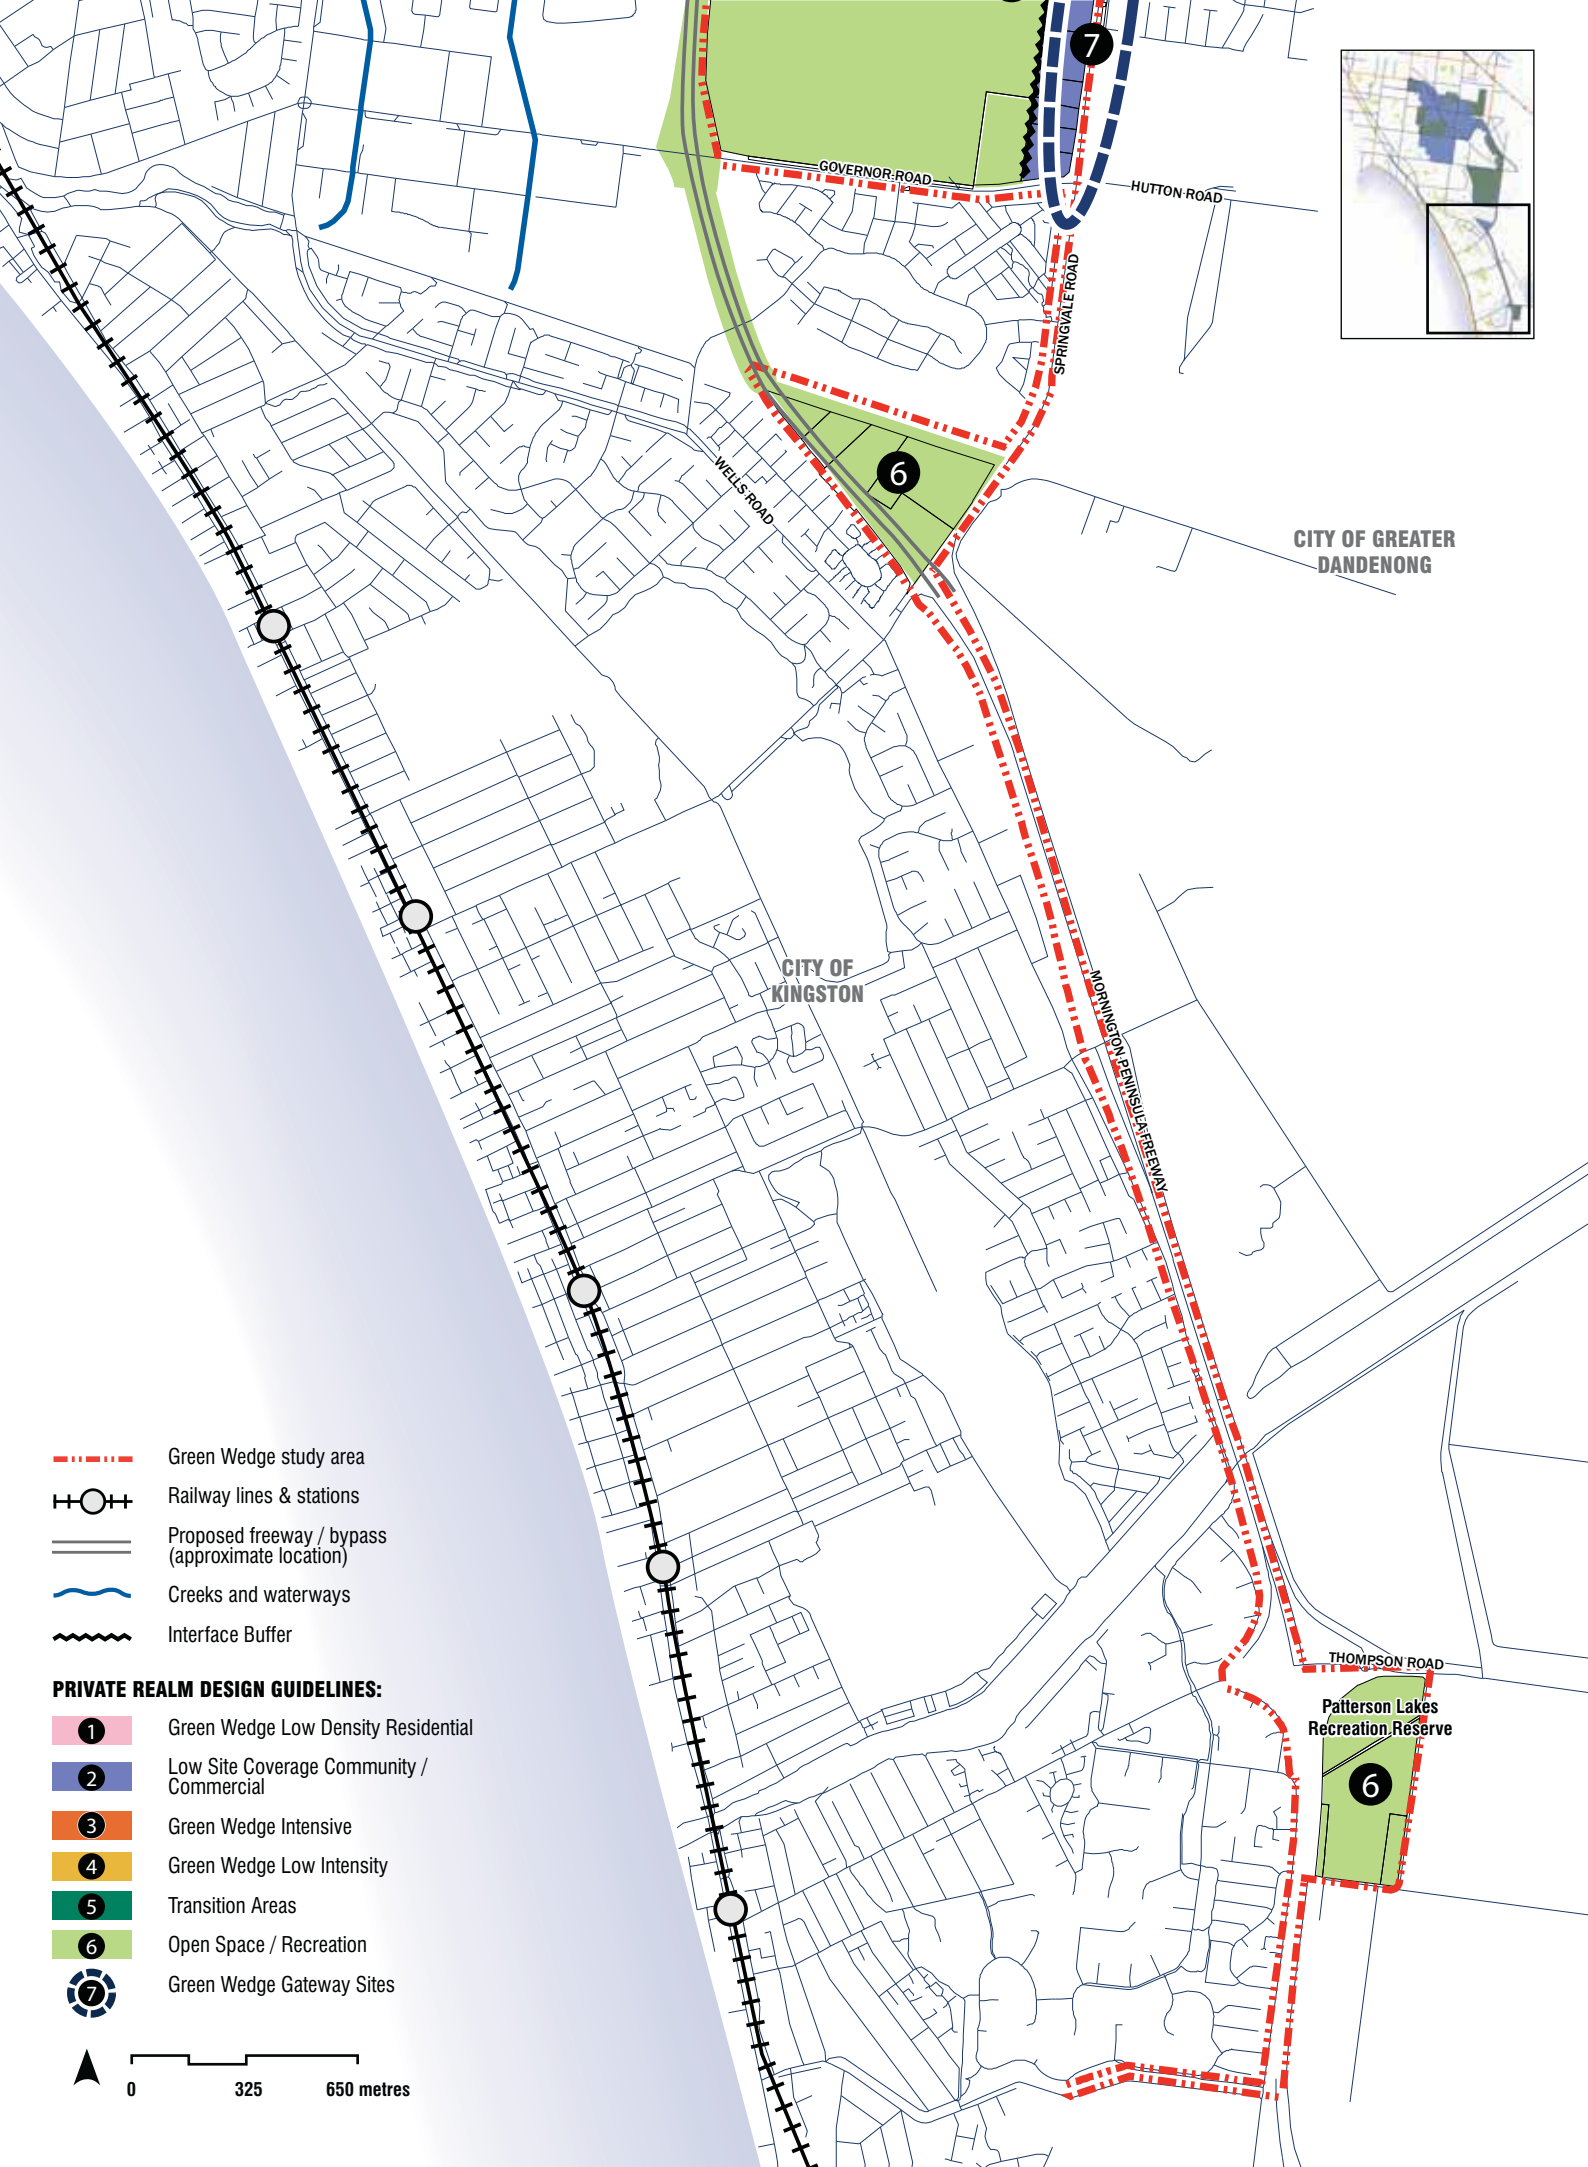 7
GOVERNOR ROAD
HUTTON ROAD
SPRINGVALE ROAD
6
WELLS ROAD
CITY OF GREATER
DANDENONG
CITY OF
KINGSTON
MORNINGTON PENINSULA FREEWAY
THOMPSON ROAD
Patterson Lakes
Recreation Reserve
6
Green Wedge study area
Railway lines & stations
Proposed freeway / bypass
(approximate location)
Creeks and waterways
Interface Buffer
PRIVATE REALM DESIGN GUIDELINES:
1 Green Wedge Low Density Residential
2 Low Site Coverage Community /
Commercial
3 Green Wedge Intensive
4 Green Wedge Low Intensity
5 Transition Areas
6 Open Space / Recreation
7 Green Wedge Gateway Sites
0 325 650 metres